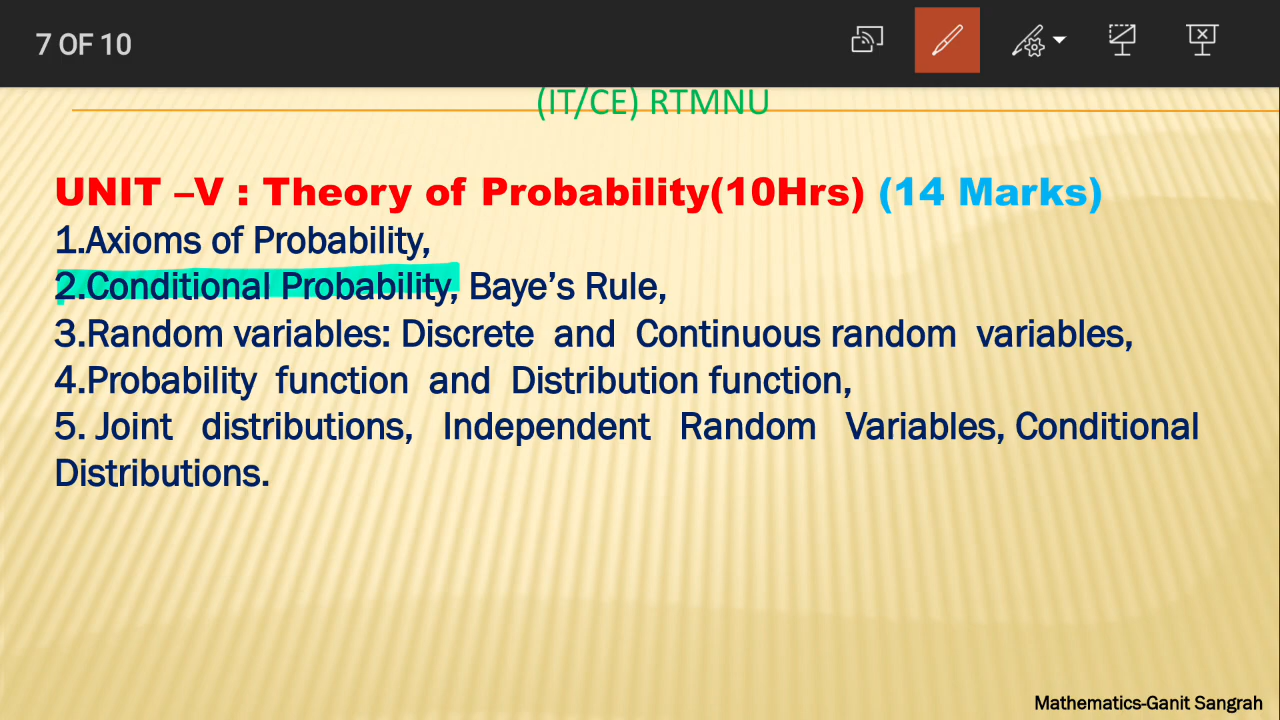 7 OF 10
(IT/CE) RTMNU
UNIT –V : Theory of Probability(10Hrs) (14 Marks)
1.Axioms of Probability,
2.Conditional Probability, Baye’s Rule,
3.Random variables: Discrete and Continuous random variables,
4.Probability function and Distribution function,
5. Joint distributions, Independent Random Variables, Conditional
Distributions.
Mathematics-Ganit Sangrah